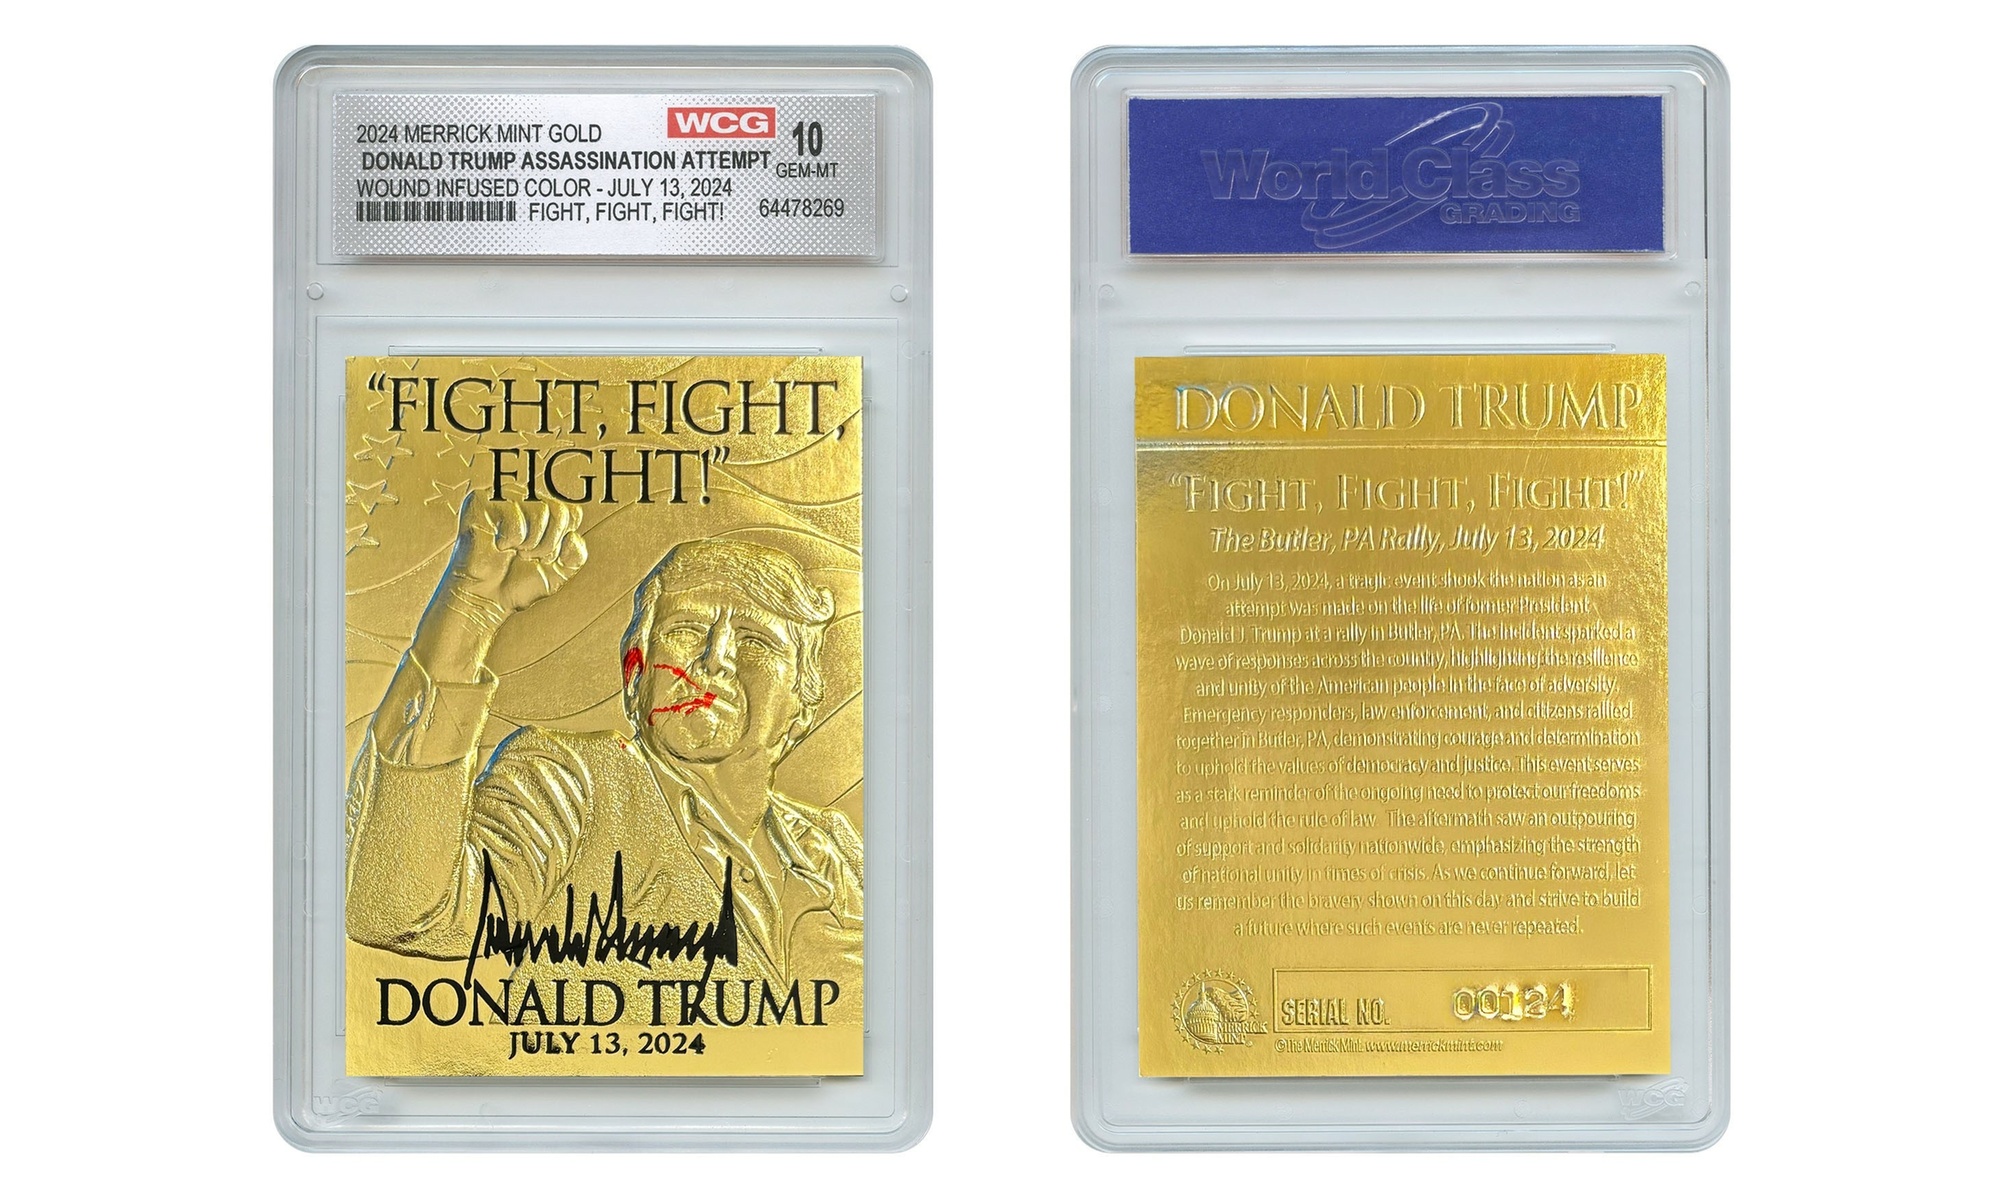 2024 MERRICK MINT GOLD
WCG
10
DONALD TRUMP ASSASSINATION ATTEMPT
GEM-MT
WOUND INFUSED COLOR - JULY 13, 2024
FIGHT, FIGHT, FIGHT!
64478269
"FIGHT, FIGHT,
FIGHT!"
DONALD TRUMP
JULY 13, 2024
WCG
World Class
GRADING
DONALD TRUMP
"FIGHT, FIGHT, FIGHT!"
The Butler, PA Rally, July 13, 2024
On July 13, 2024, a tragic event shook the nation as an
attempt was made on the life of former President
Donald J. Trump at a rally in Butler, PA. The incident sparked a
wave of responses across the country, highlighting the resilience
and unity of the American people in the face of adversity.
Emergency responders, law enforcement, and citizens rallied
together in Butler, PA, demonstrating courage and determination
to uphold the values of democracy and justice. This event serves
as a stark reminder of the ongoing need to protect our freedoms
and uphold the rule of law. The aftermath saw an outpouring
of support and solidarity nationwide, emphasizing the strength
of national unity in times of crisis. As we continue forward, let
us remember the bravery shown on this day and strive to build
a future where such events are never repeated.
MERRICK
MINT
SERIAL NO. 00124
©The Merrick Mint www.merrickmint.com
WCG